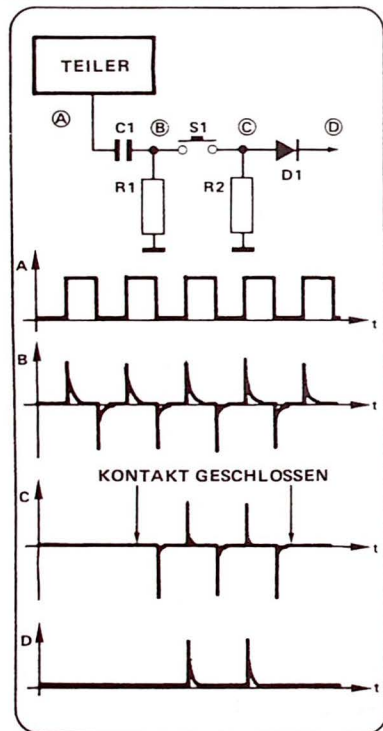 TEILER
Ⓐ C1 Ⓑ S1 Ⓒ Ⓓ
R1 R2 D1
A
t
B
t
KONTAKT GESCHLOSSEN
C
t
D
t